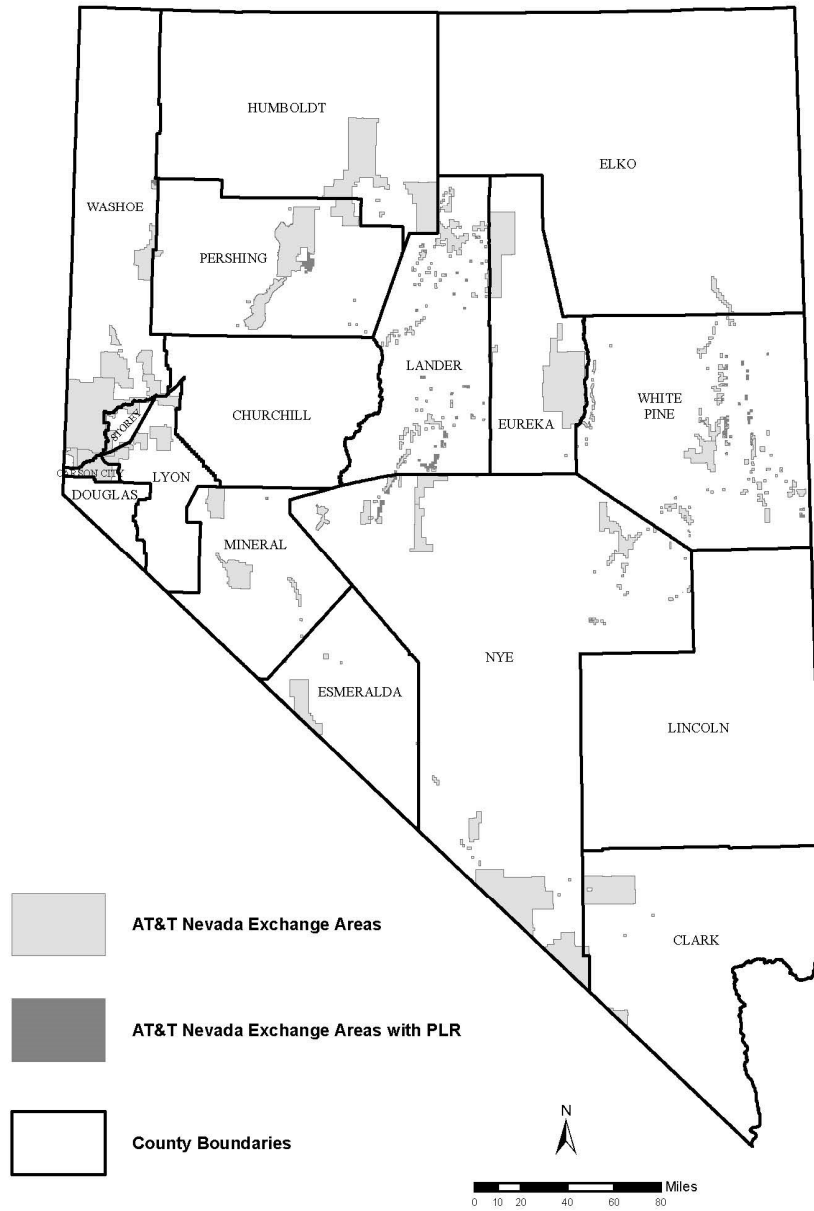 HUMBOLDT
ELKO
WASHOE
PERSHING
LANDER
WHITE
PINE
CHURCHILL
EUREKA
STOREY
CARSON CITY
LYON
DOUGLAS
MINERAL
NYE
ESMERALDA
LINCOLN
CLARK
AT&T Nevada Exchange Areas
AT&T Nevada Exchange Areas with PLR
County Boundaries
N
Miles
0 10 20 40 60 80